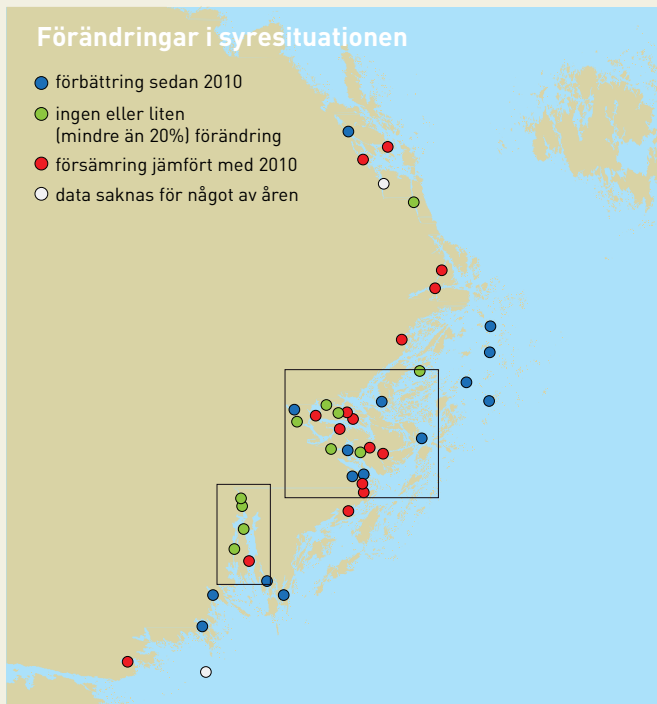 Förändringar i syresituationen
förbättring sedan 2010
ingen eller liten
(mindre än 20%) förändring
försämring jämfört med 2010
data saknas för något av åren